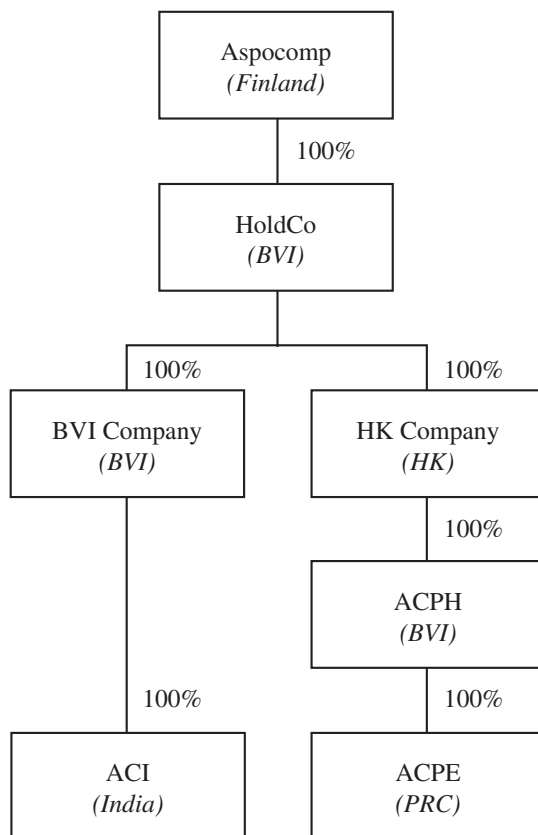 Aspocomp
(Finland)
100%
HoldCo
(BVI)
100%
100%
BVI Company
(BVI)
HK Company
(HK)
100%
ACPH
(BVI)
100%
100%
ACI
(India)
ACPE
(PRC)